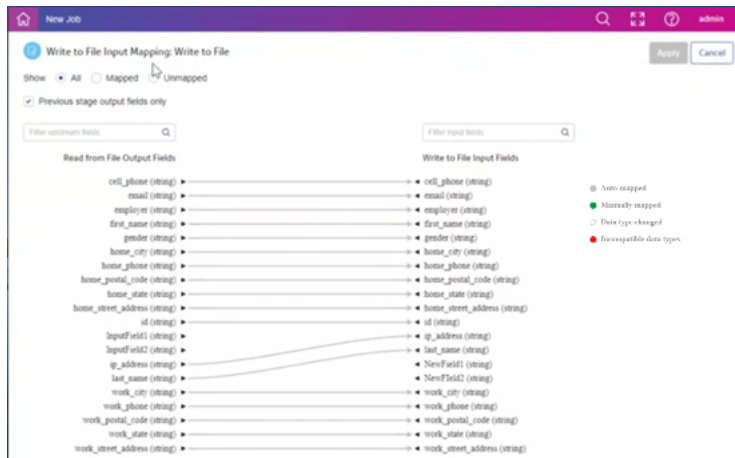 New Job
admin
Write to File Input Mapping: Write to File
Apply
Cancel
Show All Mapped Unmapped
Previous stage output fields only
Filter upstream fields
Filter input fields
Read from File Output Fields
Write to File Input Fields
cell_phone (string) cell_phone (string)
email (string) email (string)
employer (string) employer (string)
first_name (string) first_name (string)
gender (string) gender (string)
home_city (string) home_city (string)
home_phone (string) home_phone (string)
home_postal_code (string) home_postal_code (string)
home_state (string) home_state (string)
home_street_address (string) home_street_address (string)
id (string) id (string)
InputField1 (string) ip_address (string)
InputField2 (string) last_name (string)
ip_address (string) NewField1 (string)
last_name (string) NewField2 (string)
work_city (string) work_city (string)
work_phone (string) work_phone (string)
work_postal_code (string) work_postal_code (string)
work_state (string) work_state (string)
work_street_address (string) work_street_address (string)
Auto mapped
Manually mapped
Data type changed
Incompatible data types